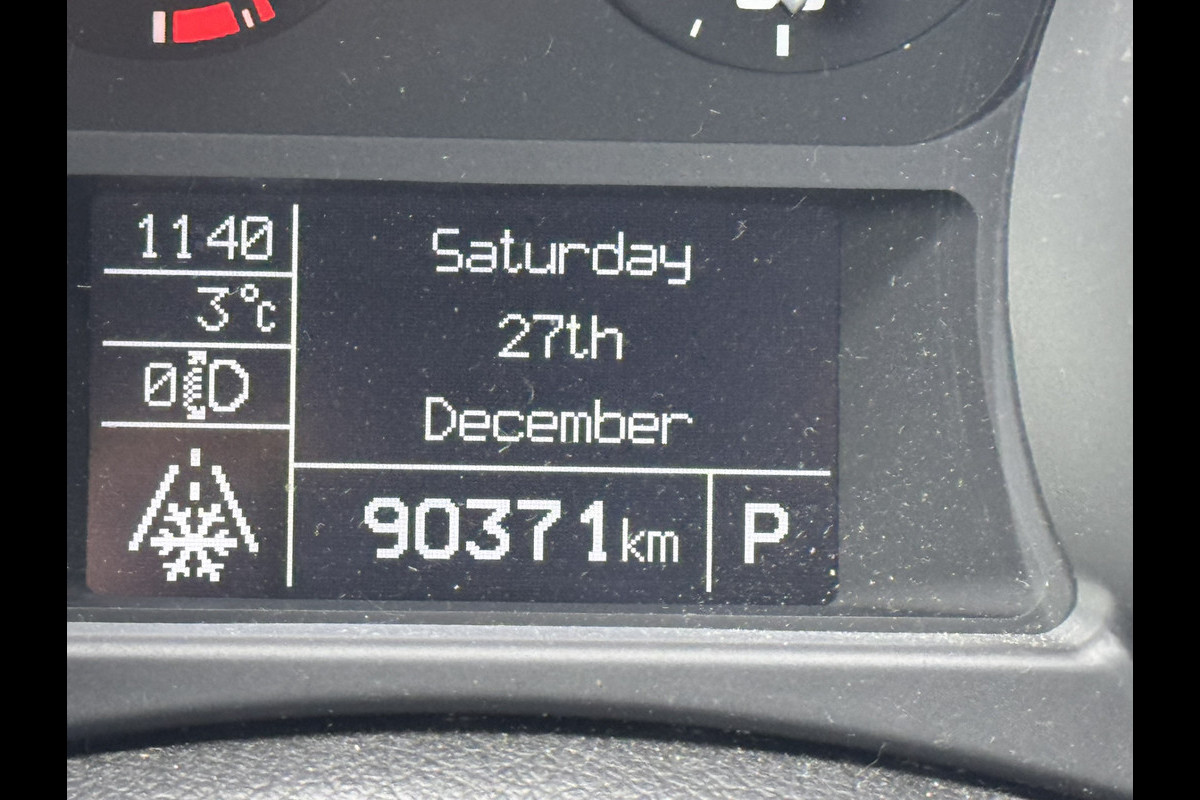 1140
3°C
0
Saturday
27th
December
90371km
P